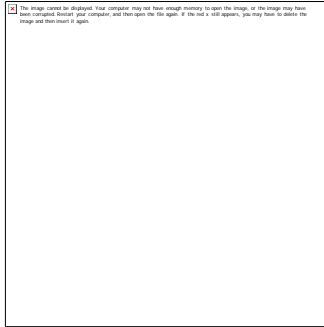 The image cannot be displayed. Your computer may not have enough memory to open the image, or the image may have
been corrupted. Restart your computer, and then open the file again. If the red x still appears, you may have to delete the
image and then insert it again.